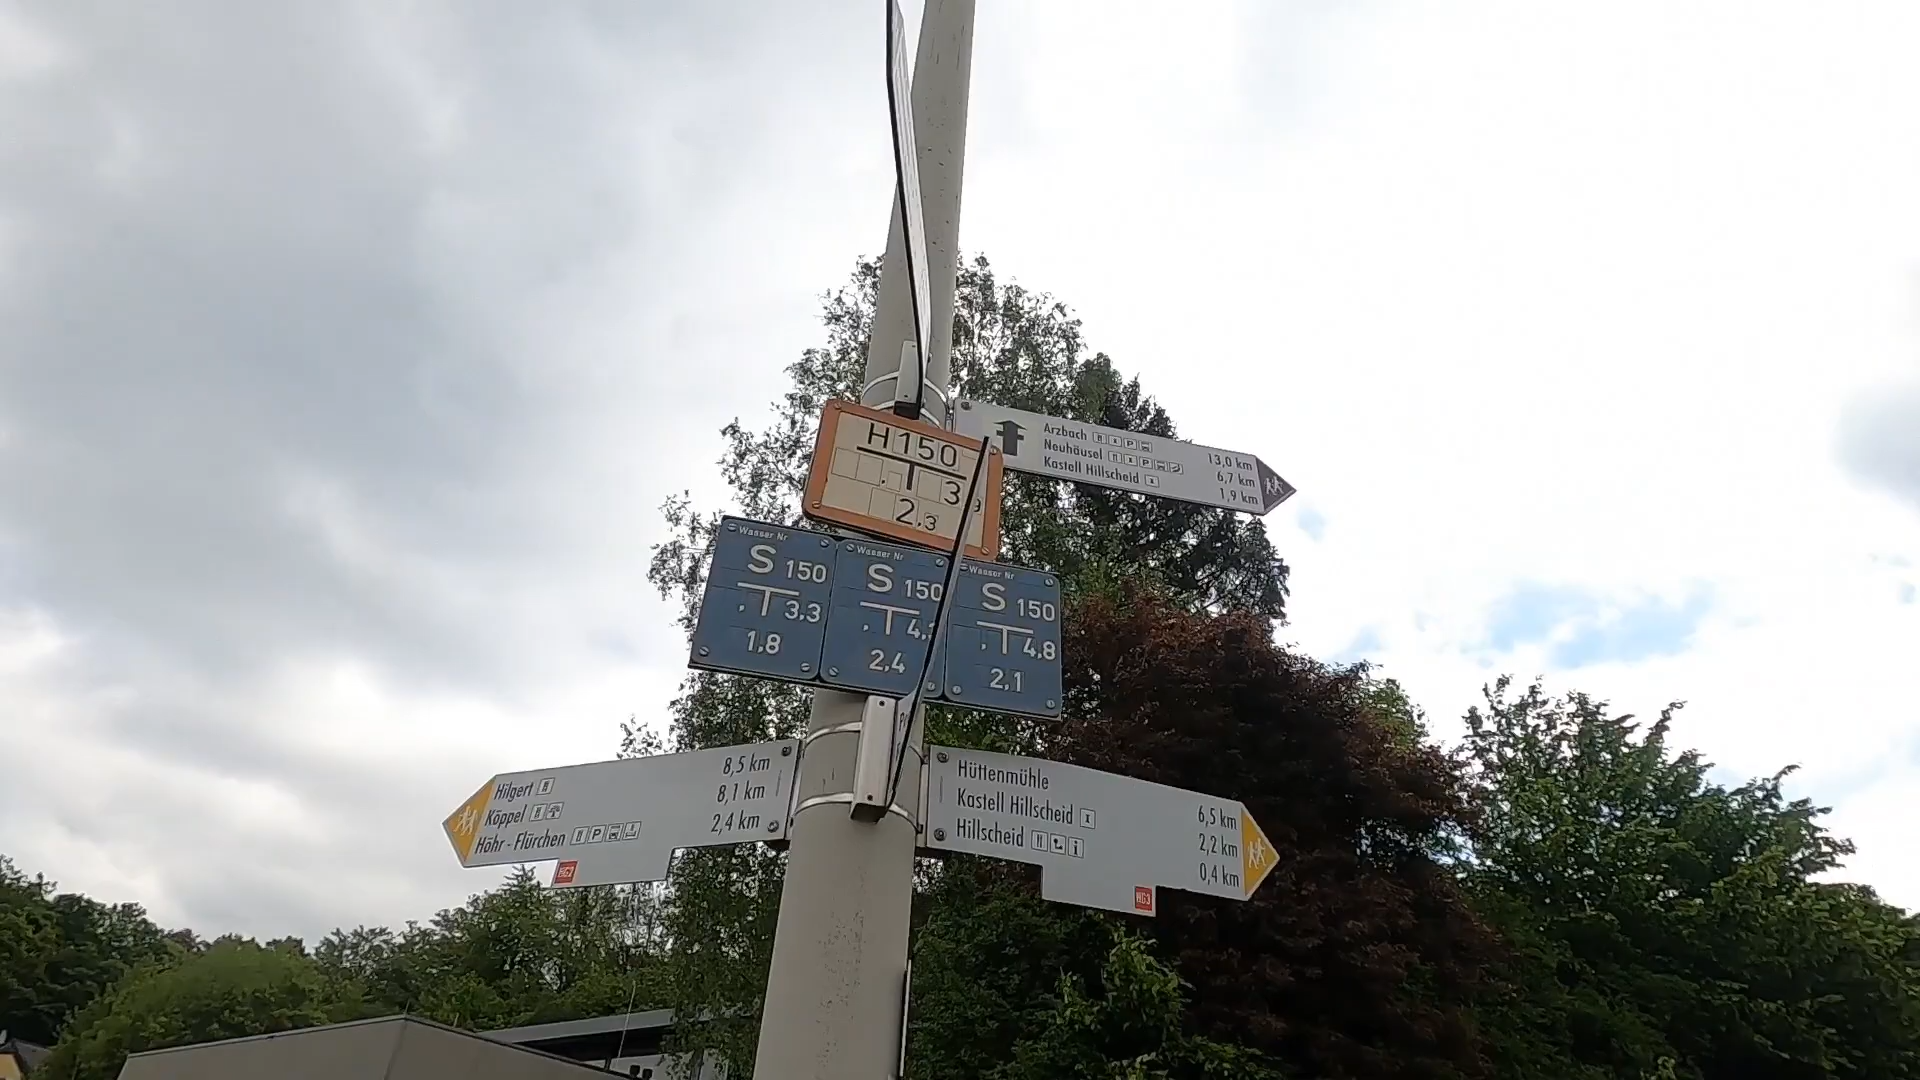 H 150
3
2,3
Arzbach 13,0 km
Neuhäusel 6,7 km
Kastell Hillscheid 1,9 km
Wasser Nr
S 150
T 3,3
1,8
Wasser Nr
S 150
T 4,
2,4
Wasser Nr
S 150
T 4,8
2,1
Hilgert 8,5 km
Köppel 8,1 km
Höhr - Flürchen P 2,4 km
HG2
Hüttenmühle 6,5 km
Kastell Hillscheid 2,2 km
Hillscheid i 0,4 km
HG3